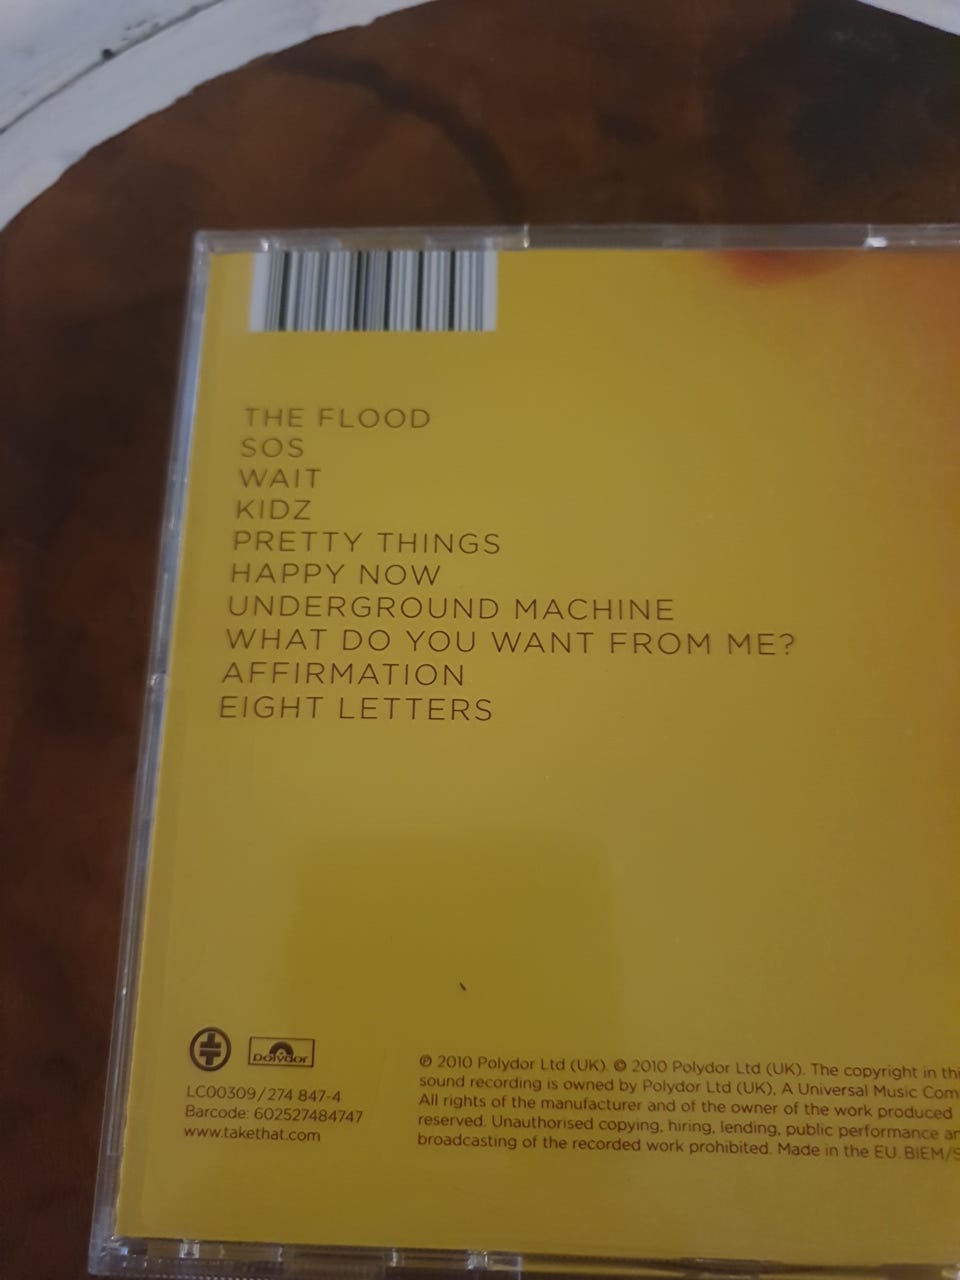 THE FLOOD
SOS
WAIT
KIDZ
PRETTY THINGS
HAPPY NOW
UNDERGROUND MACHINE
WHAT DO YOU WANT FROM ME?
AFFIRMATION
EIGHT LETTERS
polydor
LC00309/274 847-4
Barcode: 602527484747
www.takethat.com
℗ 2010 Polydor Ltd (UK). © 2010 Polydor Ltd (UK). The copyright in thi
sound recording is owned by Polydor Ltd (UK), A Universal Music Com
All rights of the manufacturer and of the owner of the work produced
reserved. Unauthorised copying, hiring, lending, public performance an
broadcasting of the recorded work prohibited. Made in the EU. BIEM/S